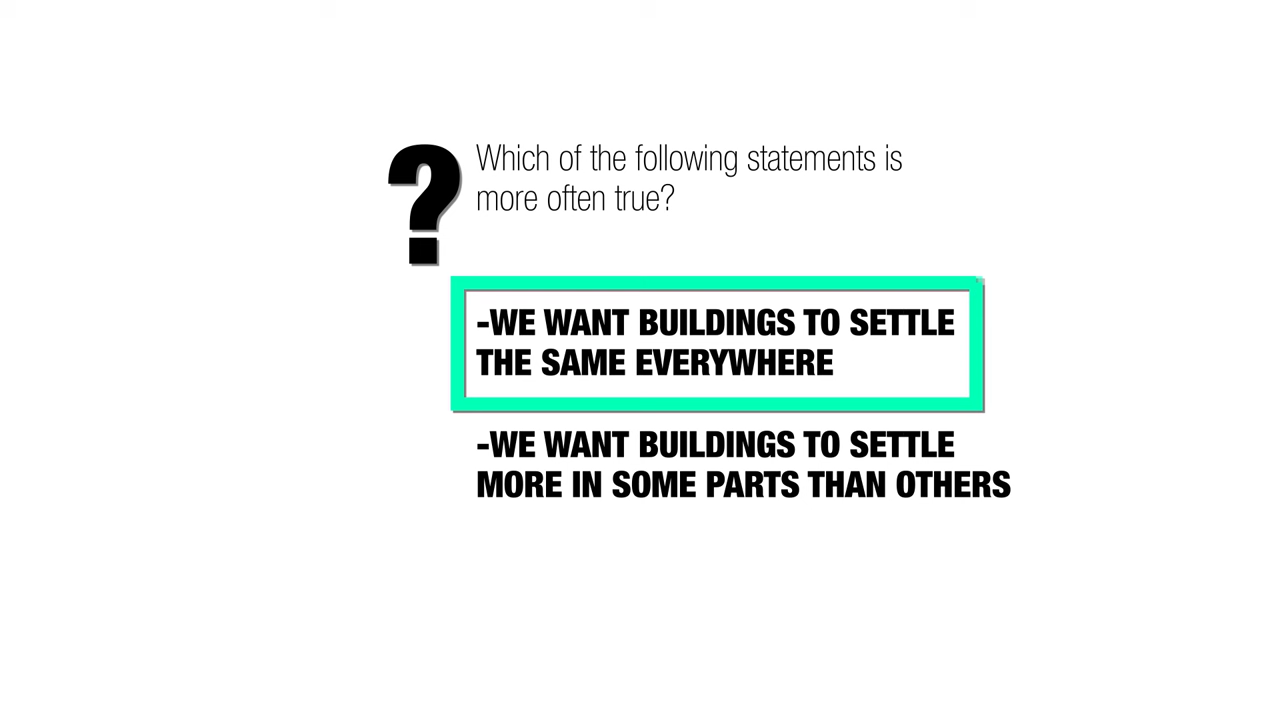 ?
Which of the following statements is
more often true?
-WE WANT BUILDINGS TO SETTLE
THE SAME EVERYWHERE
-WE WANT BUILDINGS TO SETTLE
MORE IN SOME PARTS THAN OTHERS